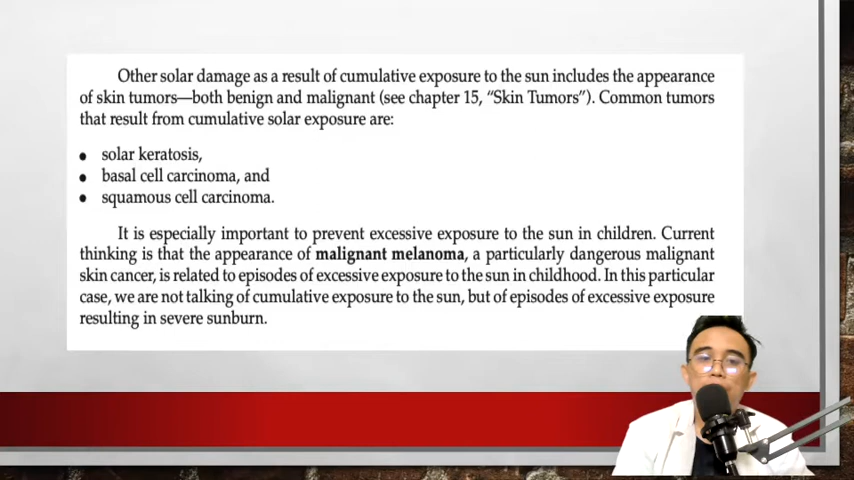 Other solar damage as a result of cumulative exposure to the sun includes the appearance
of skin tumors—both benign and malignant (see chapter 15, “Skin Tumors”). Common tumors
that result from cumulative solar exposure are:
● solar keratosis,
● basal cell carcinoma, and
● squamous cell carcinoma.
It is especially important to prevent excessive exposure to the sun in children. Current
thinking is that the appearance of malignant melanoma, a particularly dangerous malignant
skin cancer, is related to episodes of excessive exposure to the sun in childhood. In this particular
case, we are not talking of cumulative exposure to the sun, but of episodes of excessive exposure
resulting in severe sunburn.